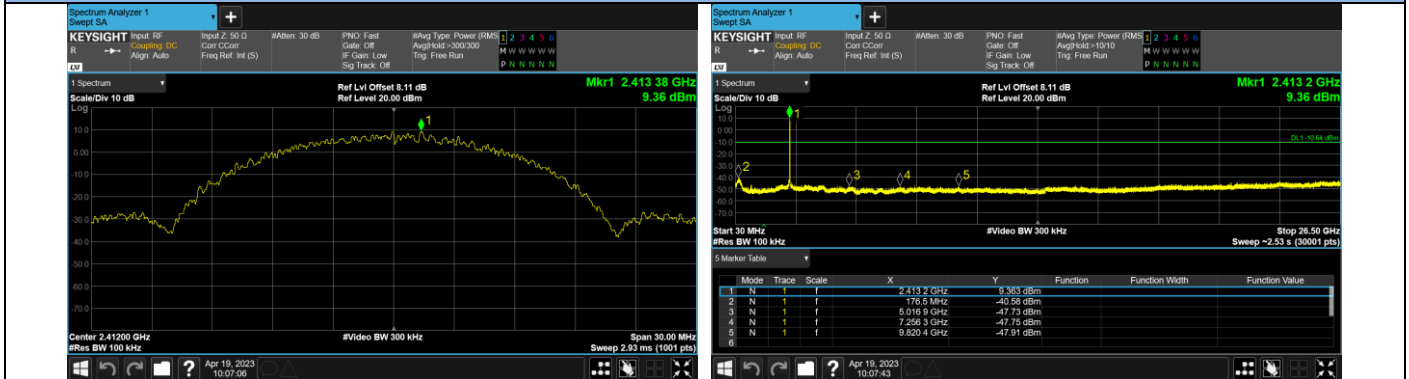 Spectrum Analyzer 1
Swept SA
+
KEYSIGHT
R
LXI
Input: RF
Coupling: DC
Align: Auto
Input Z: 50 Ω
Corr CCorr
Freq Ref: Int (S)
#Atten: 30 dB
PNO: Fast
Gate: Off
IF Gain: Low
Sig Track: Off
#Avg Type: Power (RMS
Avg|Hold:>300/300
Trig: Free Run
1 2 3 4 5 6
M W W W W W
P N N N N N
1 Spectrum
Scale/Div 10 dB
Log
Ref Lvl Offset 8.11 dB
Ref Level 20.00 dBm
Mkr1 2.413 38 GHz
9.36 dBm
1
10.0
0.00
-10.0
-20.0
-30.0
-40.0
-60.0
-70.0
Center 2.41200 GHz
#Res BW 100 kHz
#Video BW 300 kHz
Span 30.00 MHz
Sweep 2.93 ms (1001 pts)
?
Apr 19, 2023
10:07:06
Spectrum Analyzer 1
Swept SA
+
KEYSIGHT
R
LXI
Input: RF
Coupling: DC
Align: Auto
Input Z: 50 Ω
Corr CCorr
Freq Ref: Int (S)
#Atten: 30 dB
PNO: Fast
Gate: Off
IF Gain: Low
Sig Track: Off
#Avg Type: Power (RMS
Avg|Hold:>10/10
Trig: Free Run
1 2 3 4 5 6
M W W W W W
P N N N N N
1 Spectrum
Scale/Div 10 dB
Log
Ref Lvl Offset 8.11 dB
Ref Level 20.00 dBm
Mkr1 2.413 2 GHz
9.36 dBm
10.0
0.00
-10.0
-20.0
-30.0
-40.0
-50.0
-60.0
-70.0
1
2
3
4
5
DL1 -10.64 dBm
Start 30 MHz
#Res BW 100 kHz
#Video BW 300 kHz
Stop 26.50 GHz
Sweep ~2.53 s (30001 pts)
5 Marker Table
Mode Trace Scale X Y Function Function Width Function Value
1 N 1 f 2.413 2 GHz 9.363 dBm
2 N 1 f 176.5 MHz -40.58 dBm
3 N 1 f 5.016 9 GHz -47.73 dBm
4 N 1 f 7.256 3 GHz -47.75 dBm
5 N 1 f 9.820 4 GHz -47.91 dBm
6
?
Apr 19, 2023
10:07:43